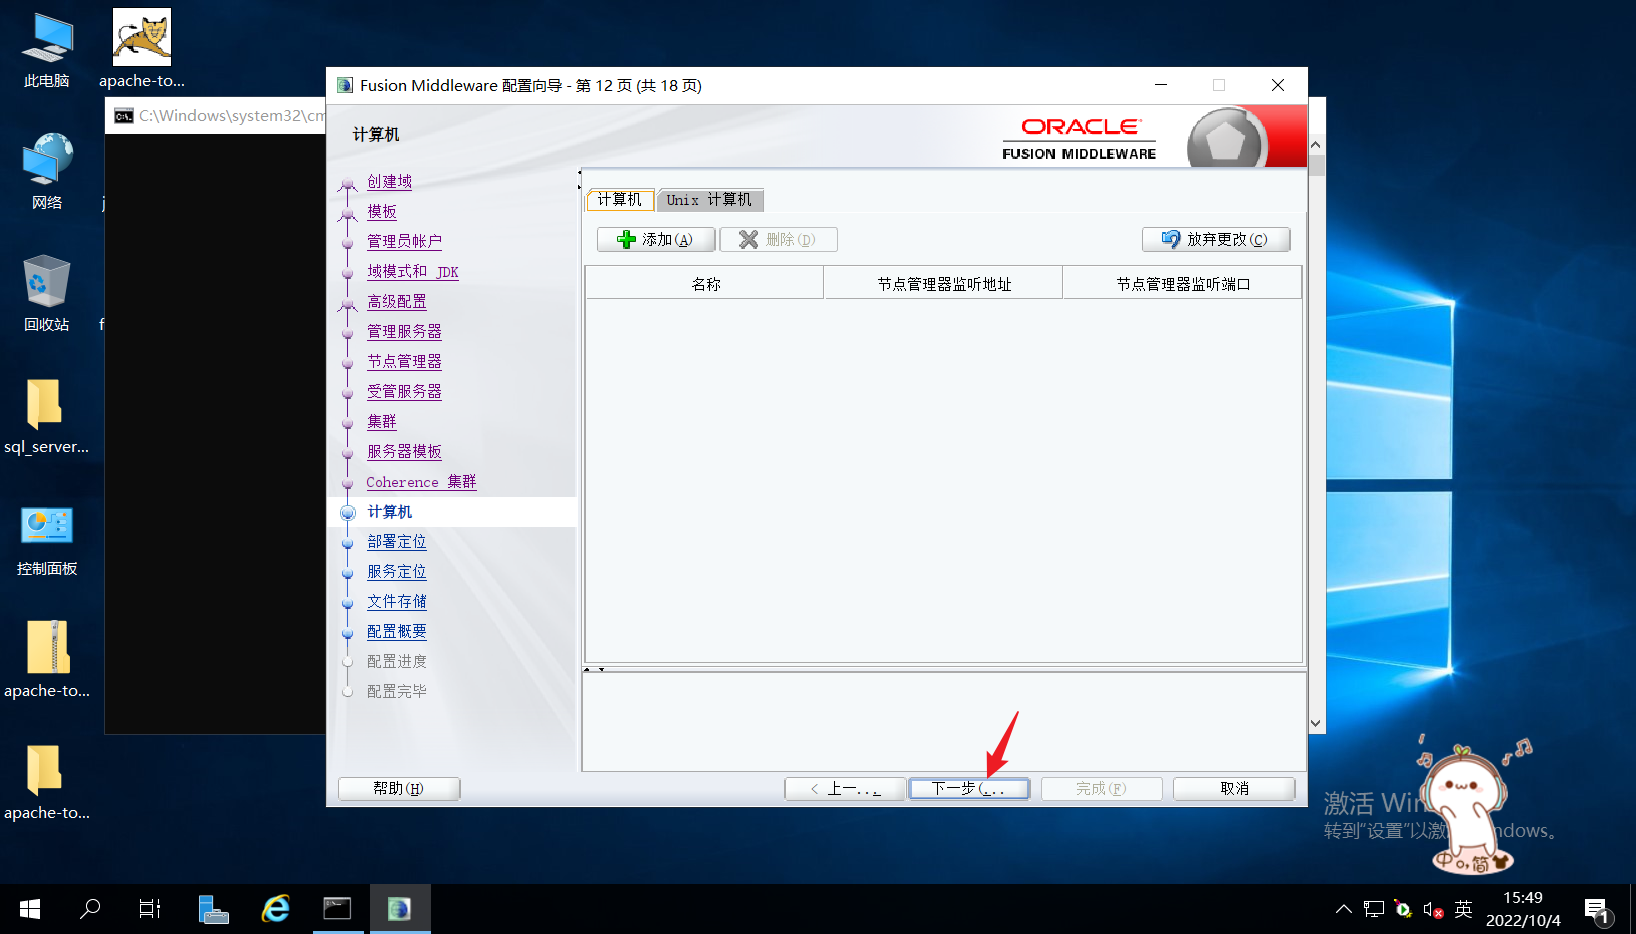 此电脑
apache-to...
网络
回收站
sql_server...
控制面板
apache-to...
apache-to...
C:\Windows\system32\cm
j
f
Fusion Middleware 配置向导 - 第 12 页 (共 18 页)
计算机
ORACLE
FUSION MIDDLEWARE
创建域
模板
管理员帐户
域模式和 JDK
高级配置
管理服务器
节点管理器
受管服务器
集群
服务器模板
Coherence 集群
计算机
部署定位
服务定位
文件存储
配置概要
配置进度
配置完毕
计算机
Unix 计算机
添加(A)
删除(D)
放弃更改(C)
名称
节点管理器监听地址
节点管理器监听端口
帮助(H)
< 上一...
下一步(...
完成(F)
取消
激活 Win
转到"设置"以激 ndows。
中 简
英
15:49
2022/10/4
1